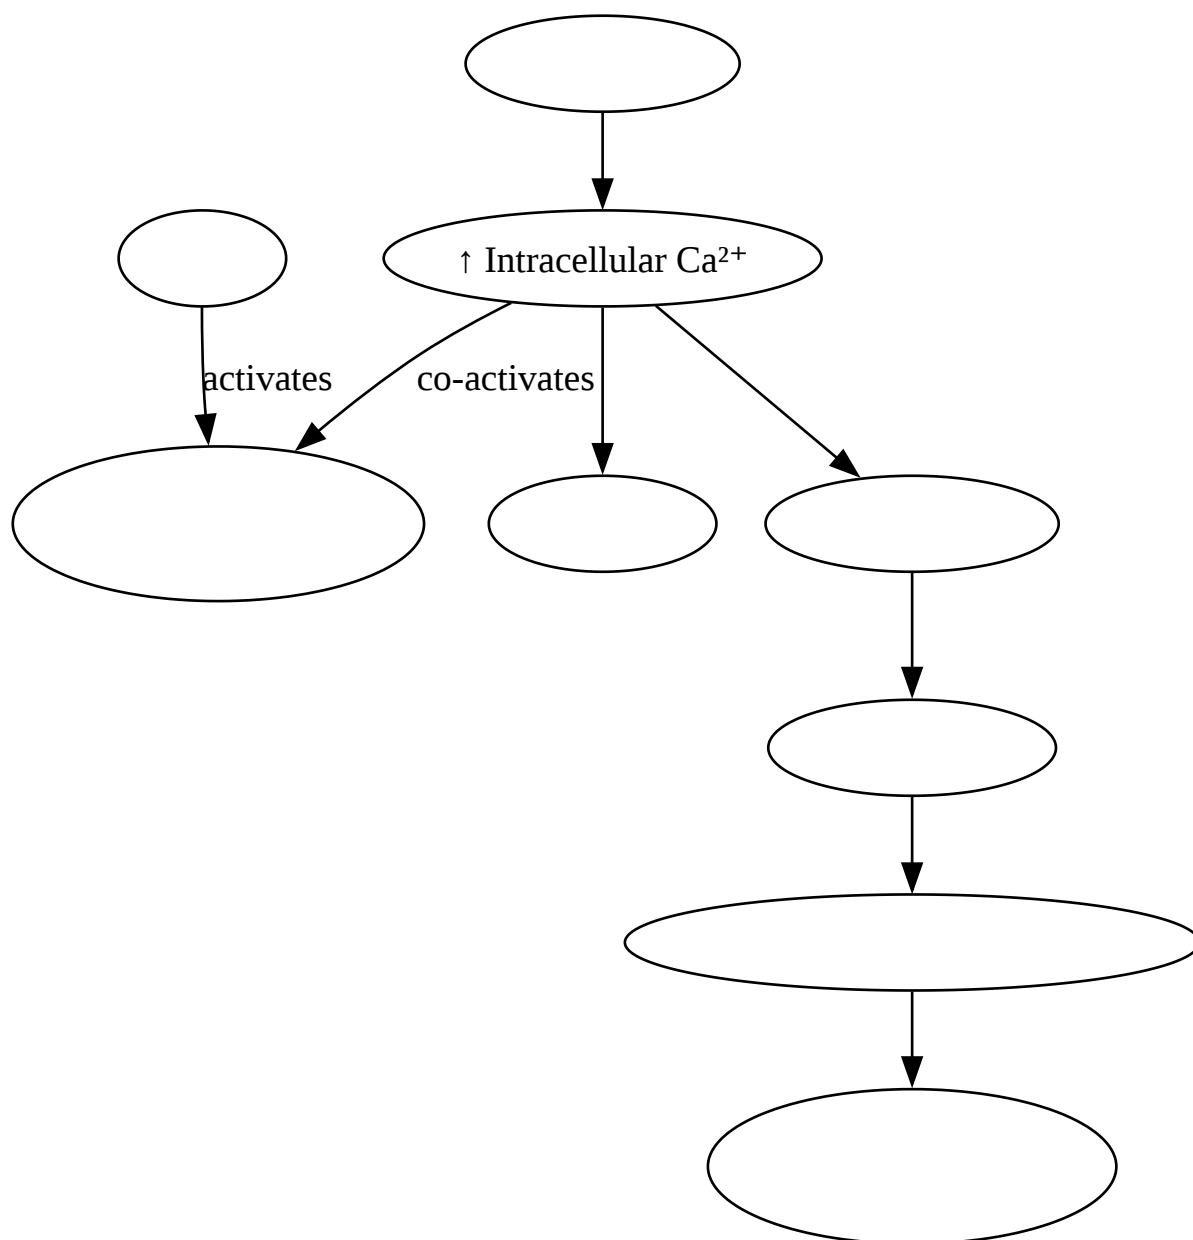 ↑ Intracellular Ca²⁺
activates
co-activates